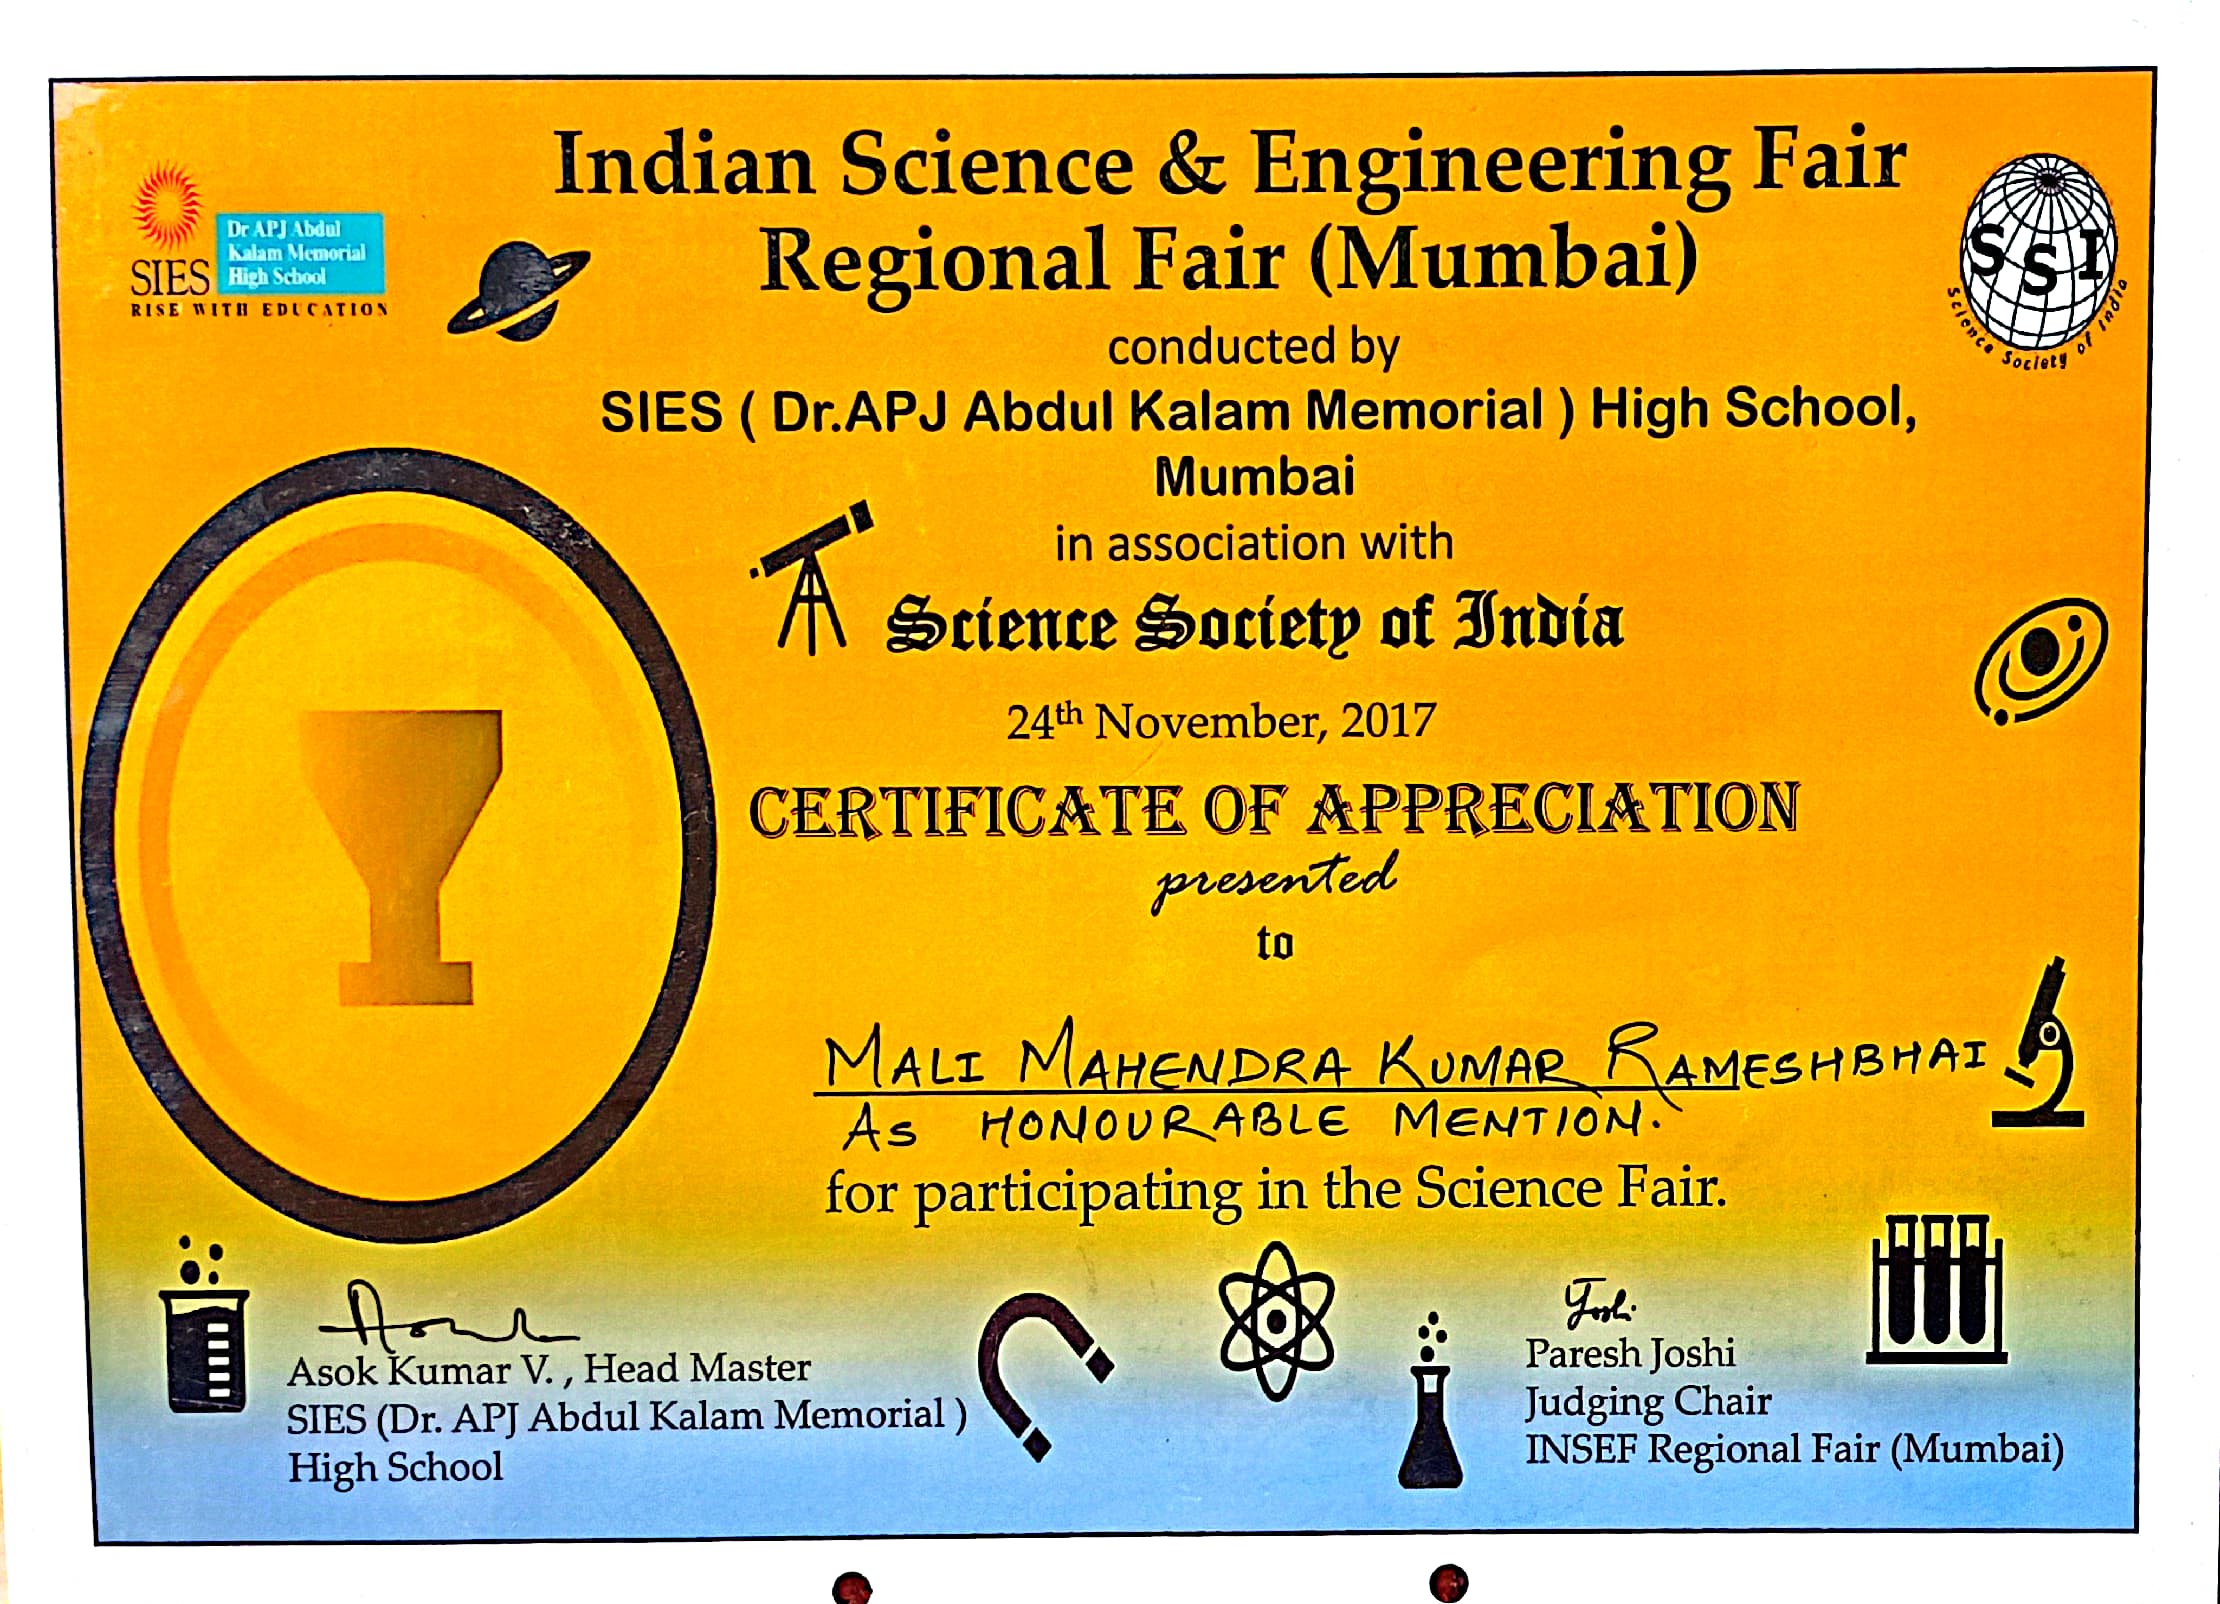 Indian Science & Engineering Fair
Regional Fair (Mumbai)
SIES
Dr APJ Abdul
Kalam Memorial
High School
RISE WITH EDUCATION
SSI
Science Society of India
conducted by
SIES ( Dr.APJ Abdul Kalam Memorial ) High School,
Mumbai
in association with
Science Society of India
24th November, 2017
CERTIFICATE OF APPRECIATION
presented
to
MALI MAHENDRA KUMAR RAMESHBHAI
AS HONOURABLE MENTION.
for participating in the Science Fair.
Asok Kumar V. , Head Master
SIES (Dr. APJ Abdul Kalam Memorial )
High School
Joshi
Paresh Joshi
Judging Chair
INSEF Regional Fair (Mumbai)